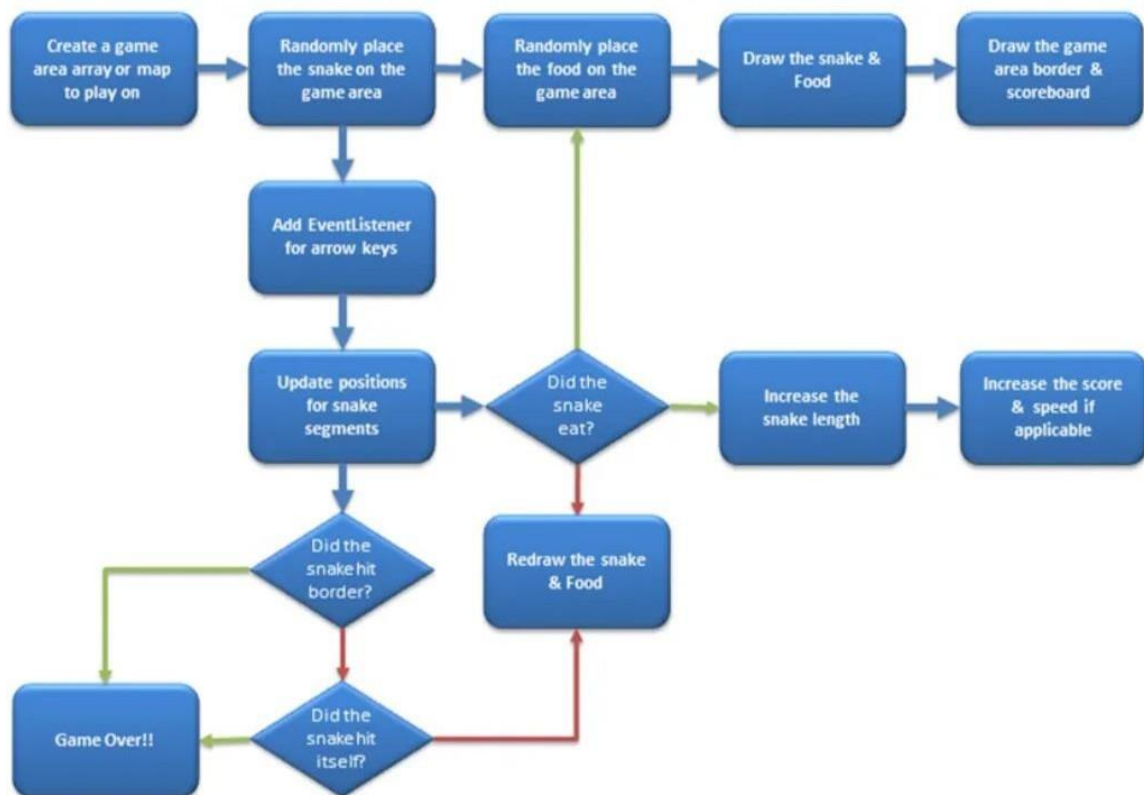 Create a game
area array or map
to play on
Randomly place
the snake on the
game area
Randomly place
the food on the
game area
Draw the snake &
Food
Draw the game
area border &
scoreboard
Add EventListener
for arrow keys
Update positions
for snake
segments
Did the
snake
eat?
Increase the
snake length
Increase the score
& speed if
applicable
Did the
snake hit
border?
Redraw the snake
& Food
Game Over!!
Did the
snake hit
itself?